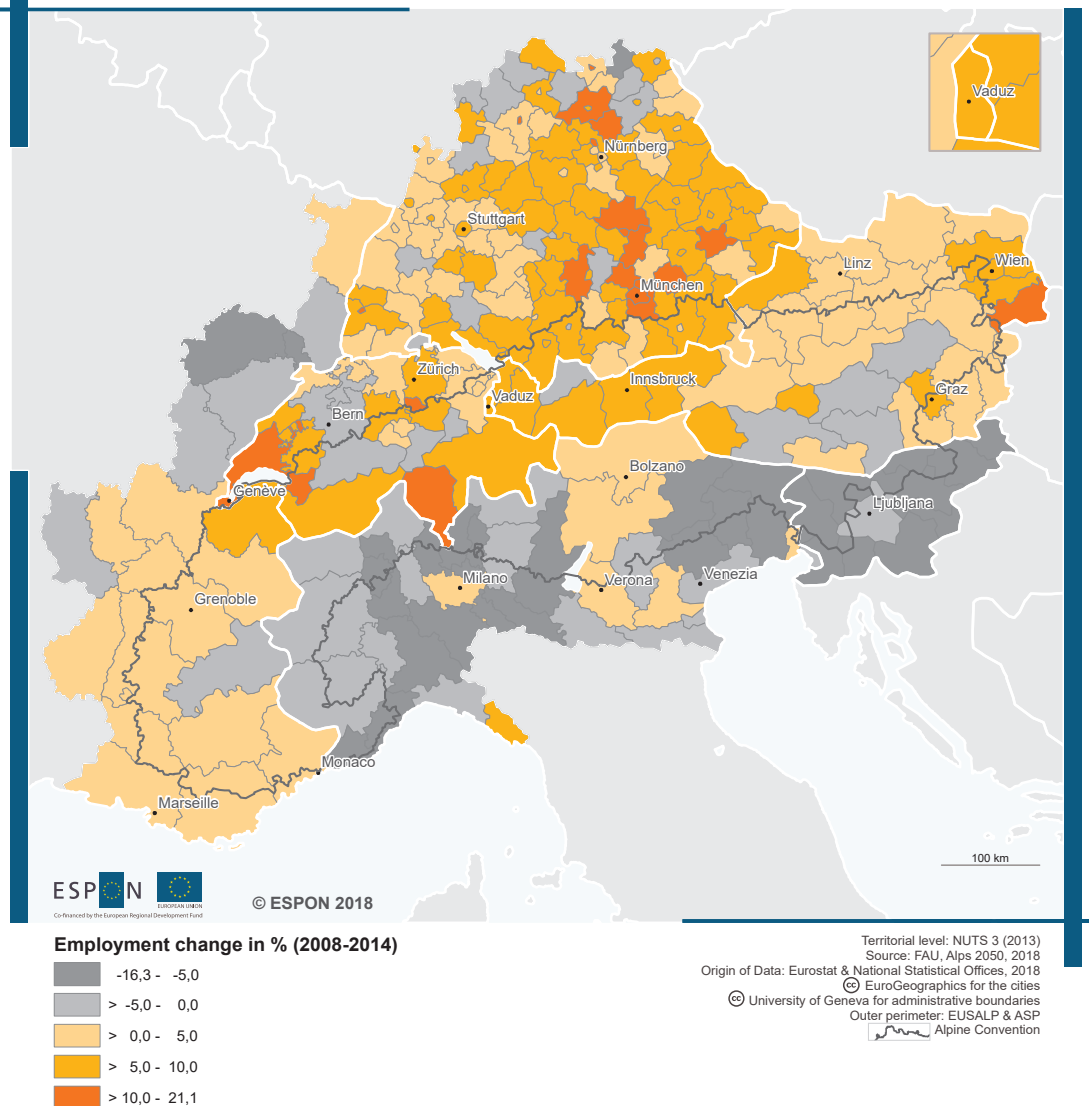 Vaduz
Nürnberg
Stuttgart
Linz
Wien
München
Zürich
Innsbruck
Vaduz
Graz
Bern
Bolzano
Genève
Ljubljana
Milano
Verona
Venezia
Grenoble
Monaco
Marseille
100 km
ESP N
EUROPEAN UNION
Co-financed by the European Regional Development Fund
© ESPON 2018
Employment change in % (2008-2014)
-16,3 - -5,0
> -5,0 - 0,0
> 0,0 - 5,0
> 5,0 - 10,0
> 10,0 - 21,1
Territorial level: NUTS 3 (2013)
Source: FAU, Alps 2050, 2018
Origin of Data: Eurostat & National Statistical Offices, 2018
cc EuroGeographics for the cities
cc University of Geneva for administrative boundaries
Outer perimeter: EUSALP & ASP
Alpine Convention